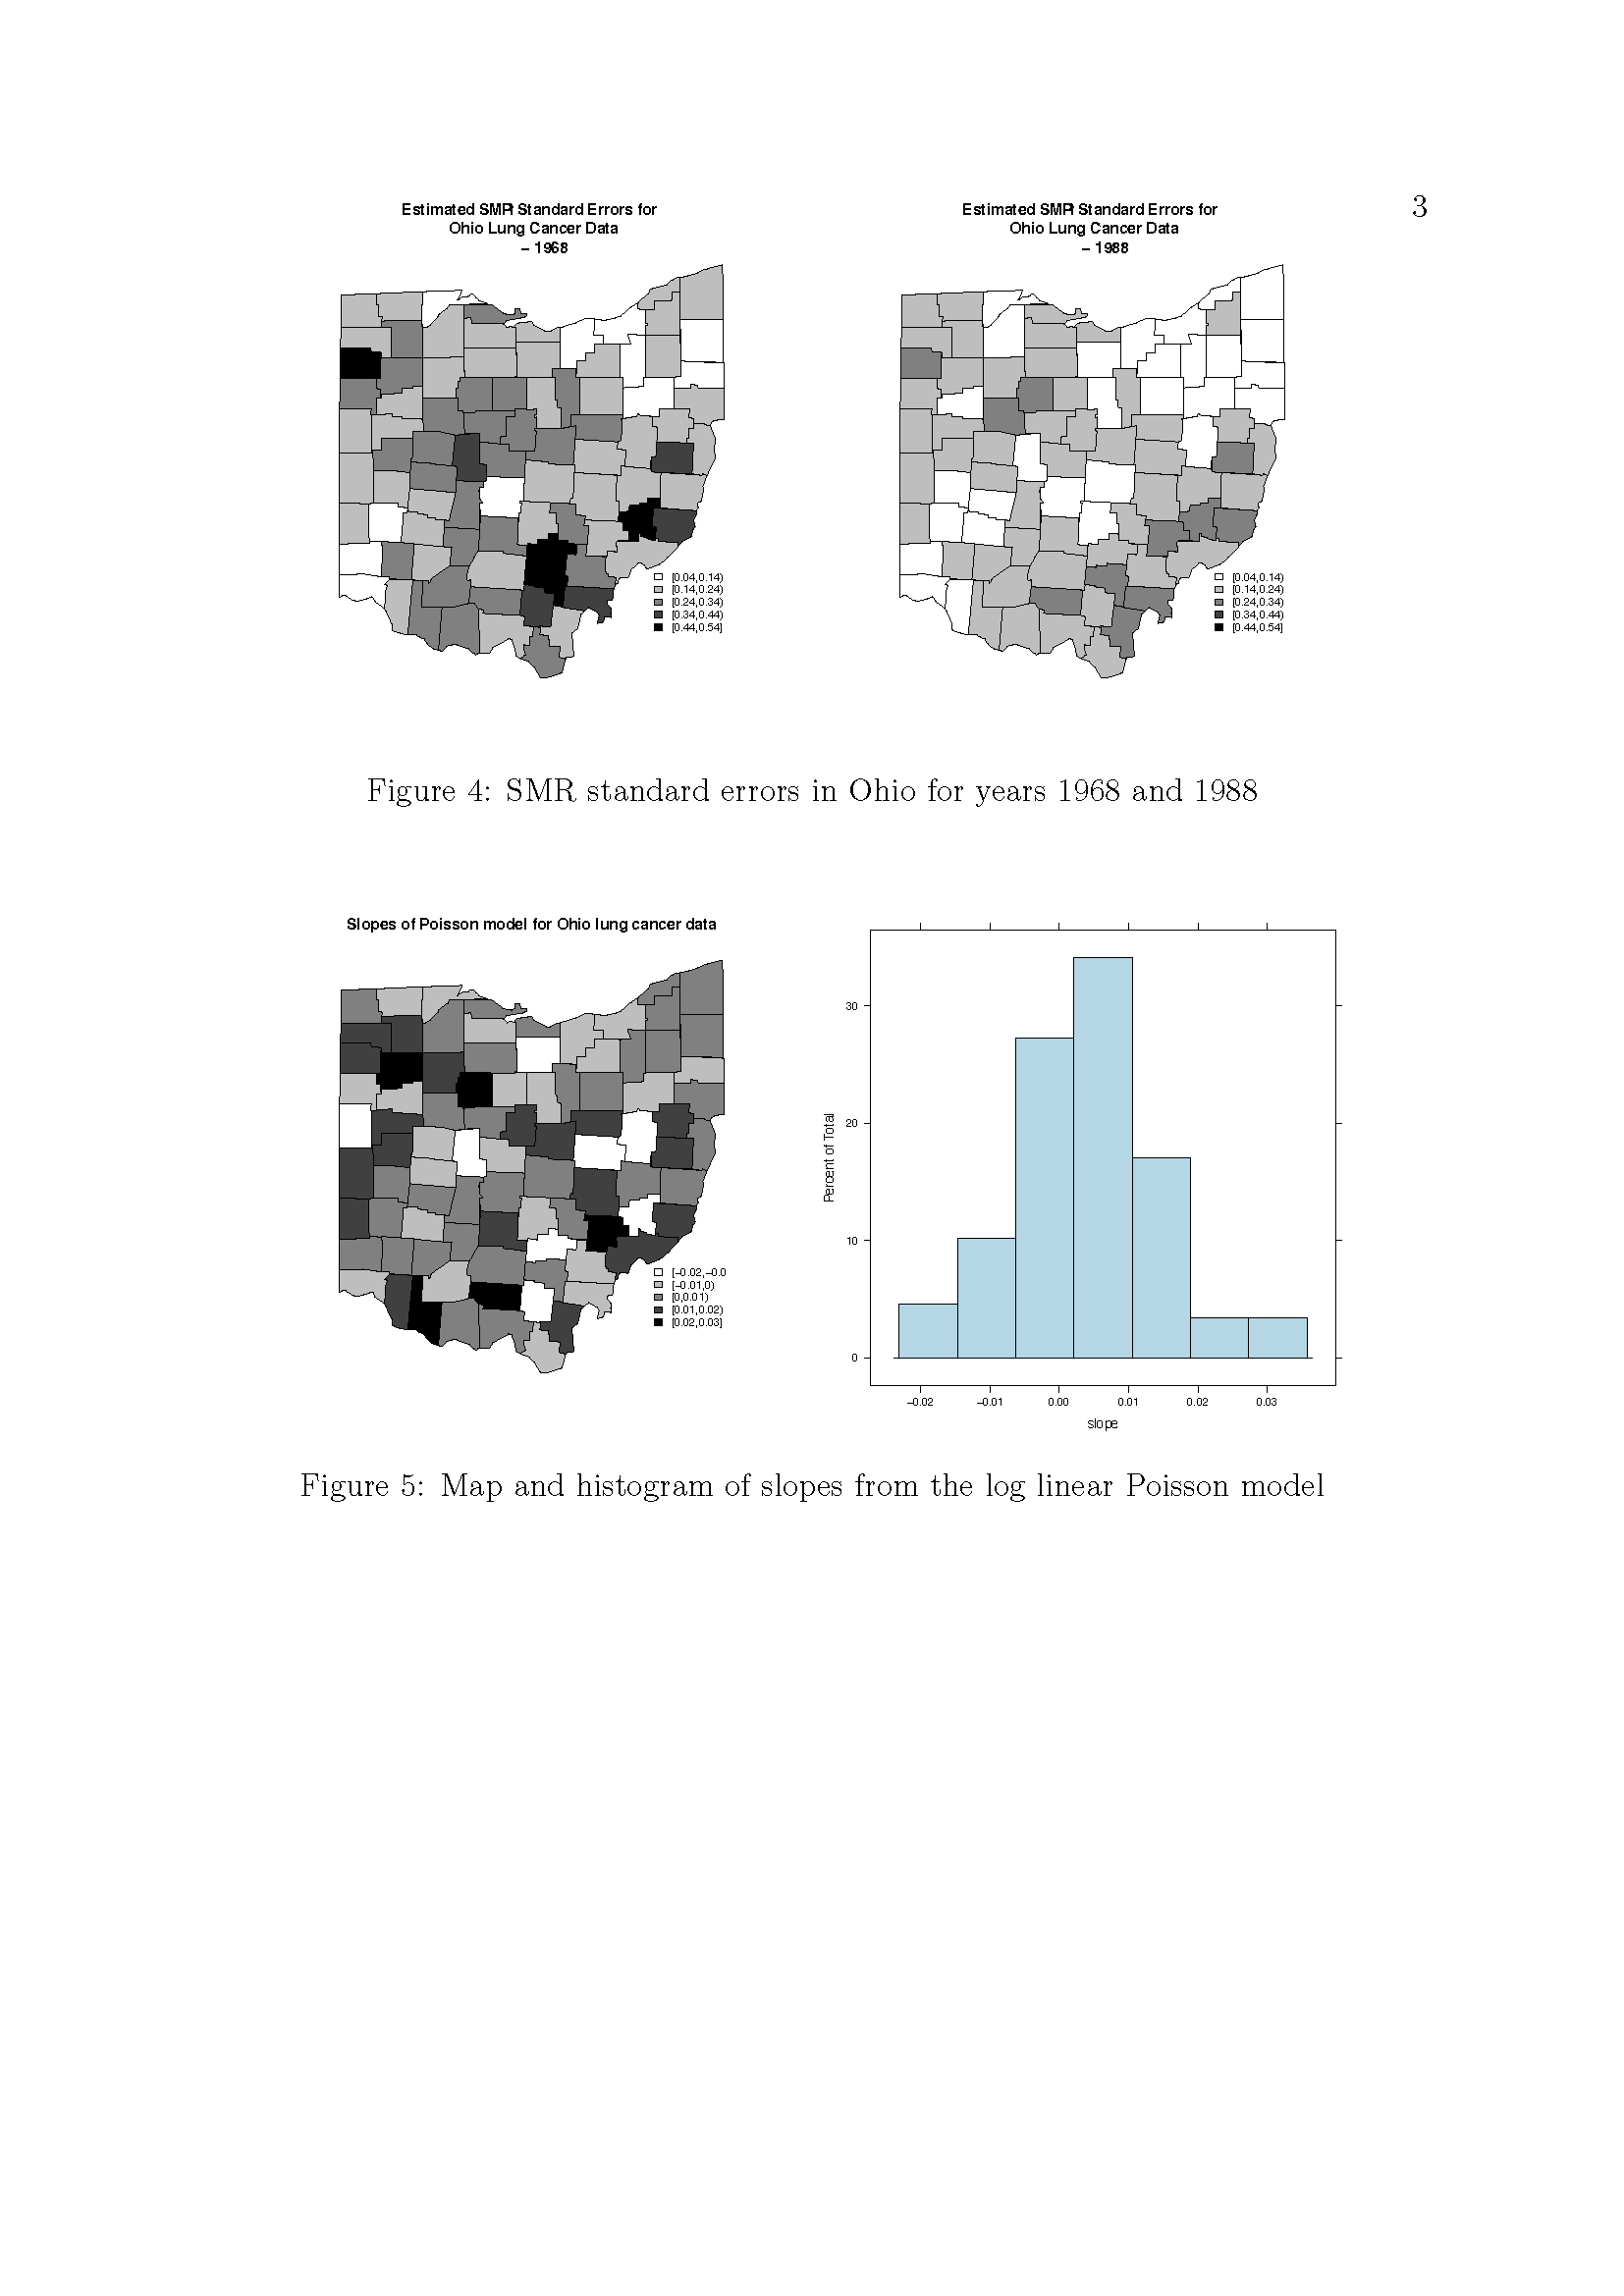 3
Estimated SMR Standard Errors for
Ohio Lung Cancer Data
– 1968
[0.04,0.14)
[0.14,0.24)
[0.24,0.34)
[0.34,0.44)
[0.44,0.54]
Estimated SMR Standard Errors for
Ohio Lung Cancer Data
– 1988
[0.04,0.14)
[0.14,0.24)
[0.24,0.34)
[0.34,0.44)
[0.44,0.54]
Figure 4: SMR standard errors in Ohio for years 1968 and 1988
Slopes of Poisson model for Ohio lung cancer data
[−0.02,−0.0
[−0.01,0)
[0,0.01)
[0.01,0.02)
[0.02,0.03]
Percent of Total
30
20
10
0
−0.02 −0.01 0.00 0.01 0.02 0.03
slope
Figure 5: Map and histogram of slopes from the log linear Poisson model